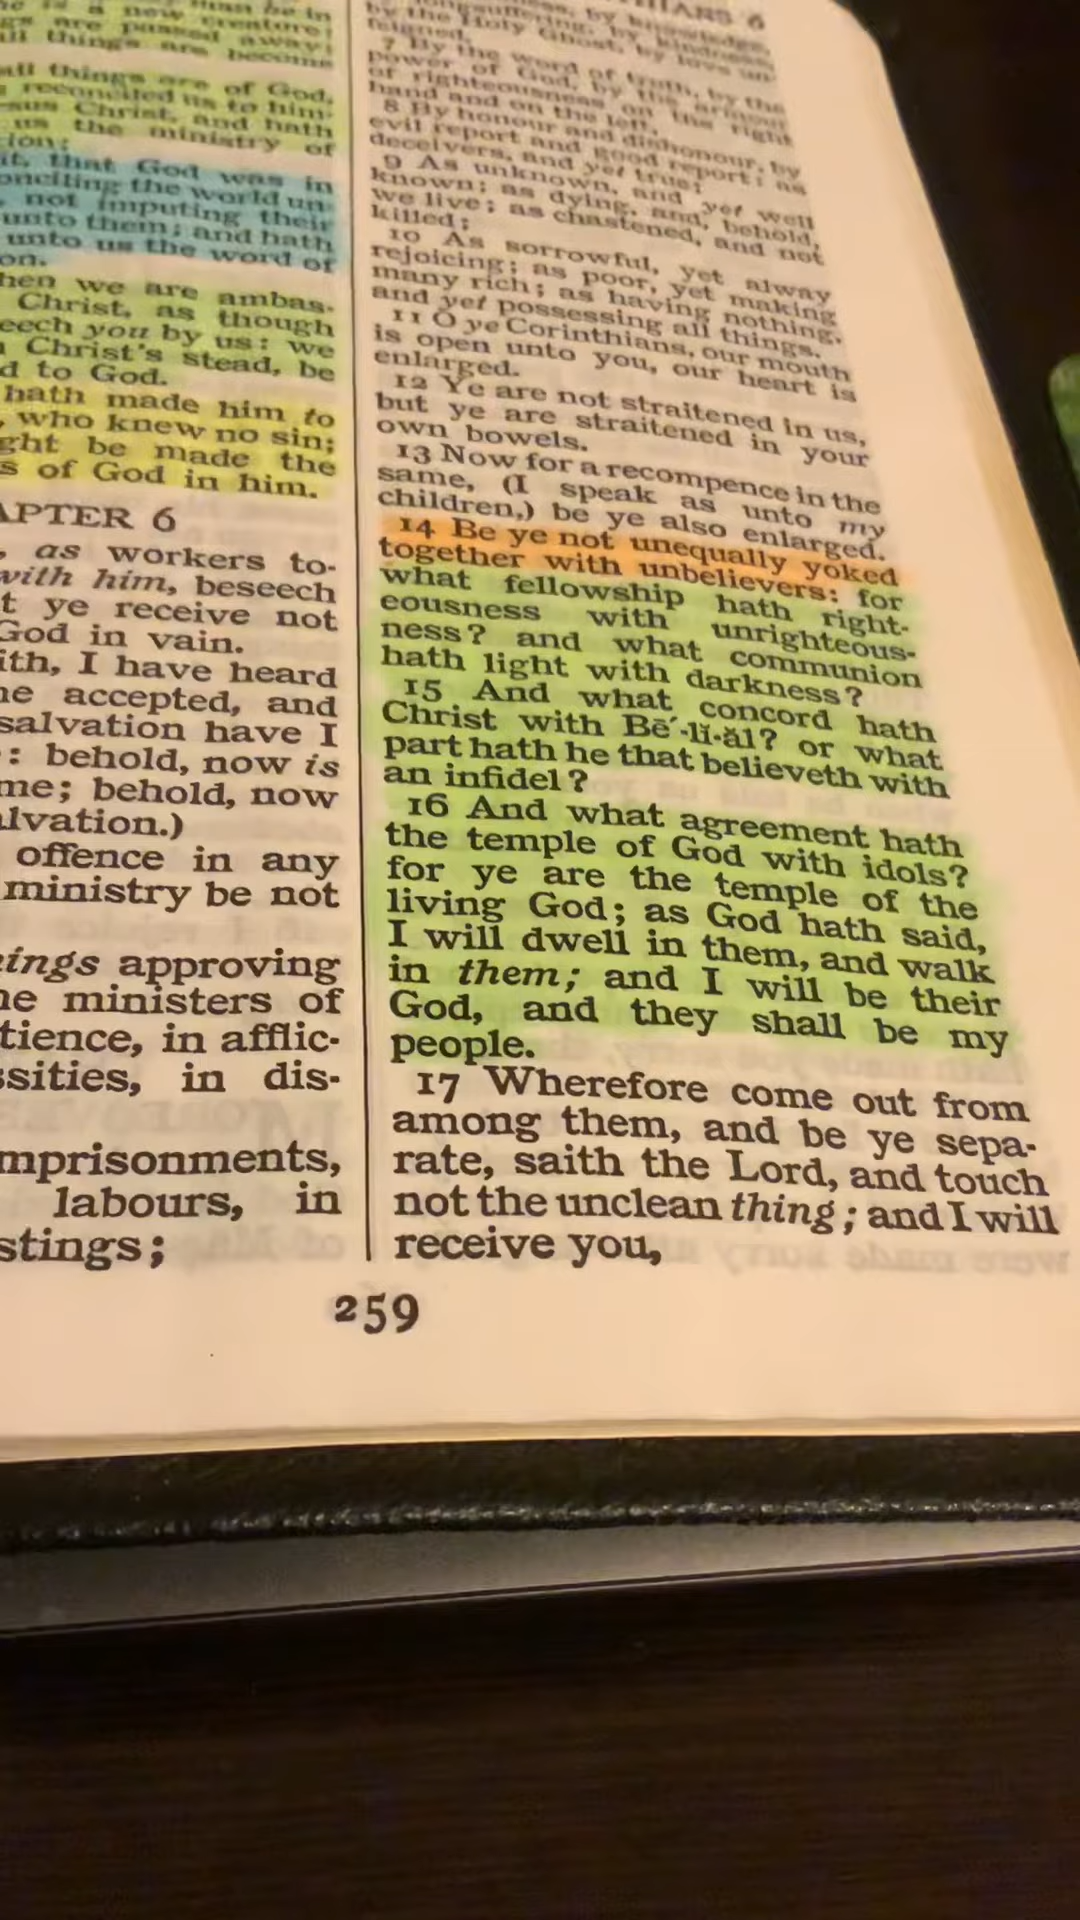 man be in
a new creature:
are passed away;
all things are become
all things are of God,
reconciled us to him-
sus Christ, and hath
us the ministry of
ion;
it, that God was in
onciling the world un-
not imputing their
unto them; and hath
unto us the word of
on.
hen we are ambas-
Christ, as though
eech you by us: we
Christ's stead, be
d to God.
hath made him to
, who knew no sin;
ght be made the
s of God in him.
APTER 6
, as workers to-
with him, beseech
t ye receive not
God in vain.
ith, I have heard
me accepted, and
salvation have I
: behold, now is
me; behold, now
alvation.)
offence in any
ministry be not
ings approving
he ministers of
tience, in afflic-
ssities, in dis-
mprisonments,
labours, in
stings;
HIANS 6
longsuffering, by kindness,
by the Holy Ghost, by love un-
feigned,
7 By the word of truth, by the
power of God, by the armour
of righteousness on the right
hand and on the left,
8 By honour and dishonour, by
evil report and good report: as
deceivers, and yet true;
9 As unknown, and yet well
known; as dying, and, behold,
we live; as chastened, and not
killed;
10 As sorrowful, yet alway
rejoicing; as poor, yet making
many rich; as having nothing,
and yet possessing all things.
11 O ye Corinthians, our mouth
is open unto you, our heart is
enlarged.
12 Ye are not straitened in us,
but ye are straitened in your
own bowels.
13 Now for a recompence in the
same, (I speak as unto my
children,) be ye also enlarged.
14 Be ye not unequally yoked
together with unbelievers: for
what fellowship hath right-
eousness with unrighteous-
ness? and what communion
hath light with darkness?
15 And what concord hath
Christ with Bē´-lĭ-ăl? or what
part hath he that believeth with
an infidel?
16 And what agreement hath
the temple of God with idols?
for ye are the temple of the
living God; as God hath said,
I will dwell in them, and walk
in them; and I will be their
God, and they shall be my
people.
17 Wherefore come out from
among them, and be ye sepa-
rate, saith the Lord, and touch
not the unclean thing; and I will
receive you,
259